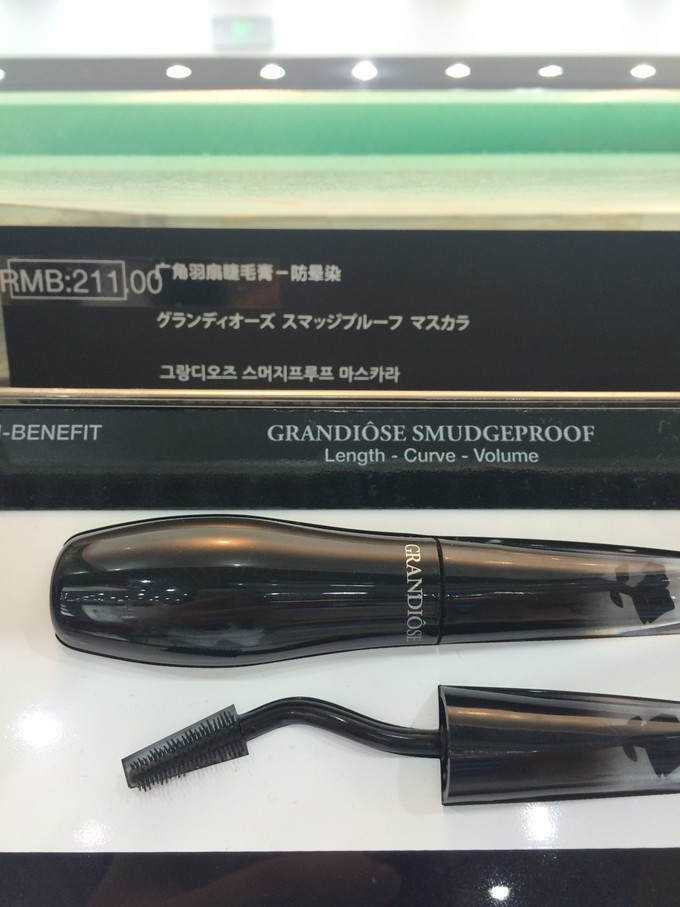 RMB:211.00
广角羽扇睫毛膏－防晕染
グランディオーズ スマッジプルーフ マスカラ
그랑디오즈 스머지프루프 마스카라
I-BENEFIT
GRANDIÔSE SMUDGEPROOF
Length - Curve - Volume
GRANDIÔSE